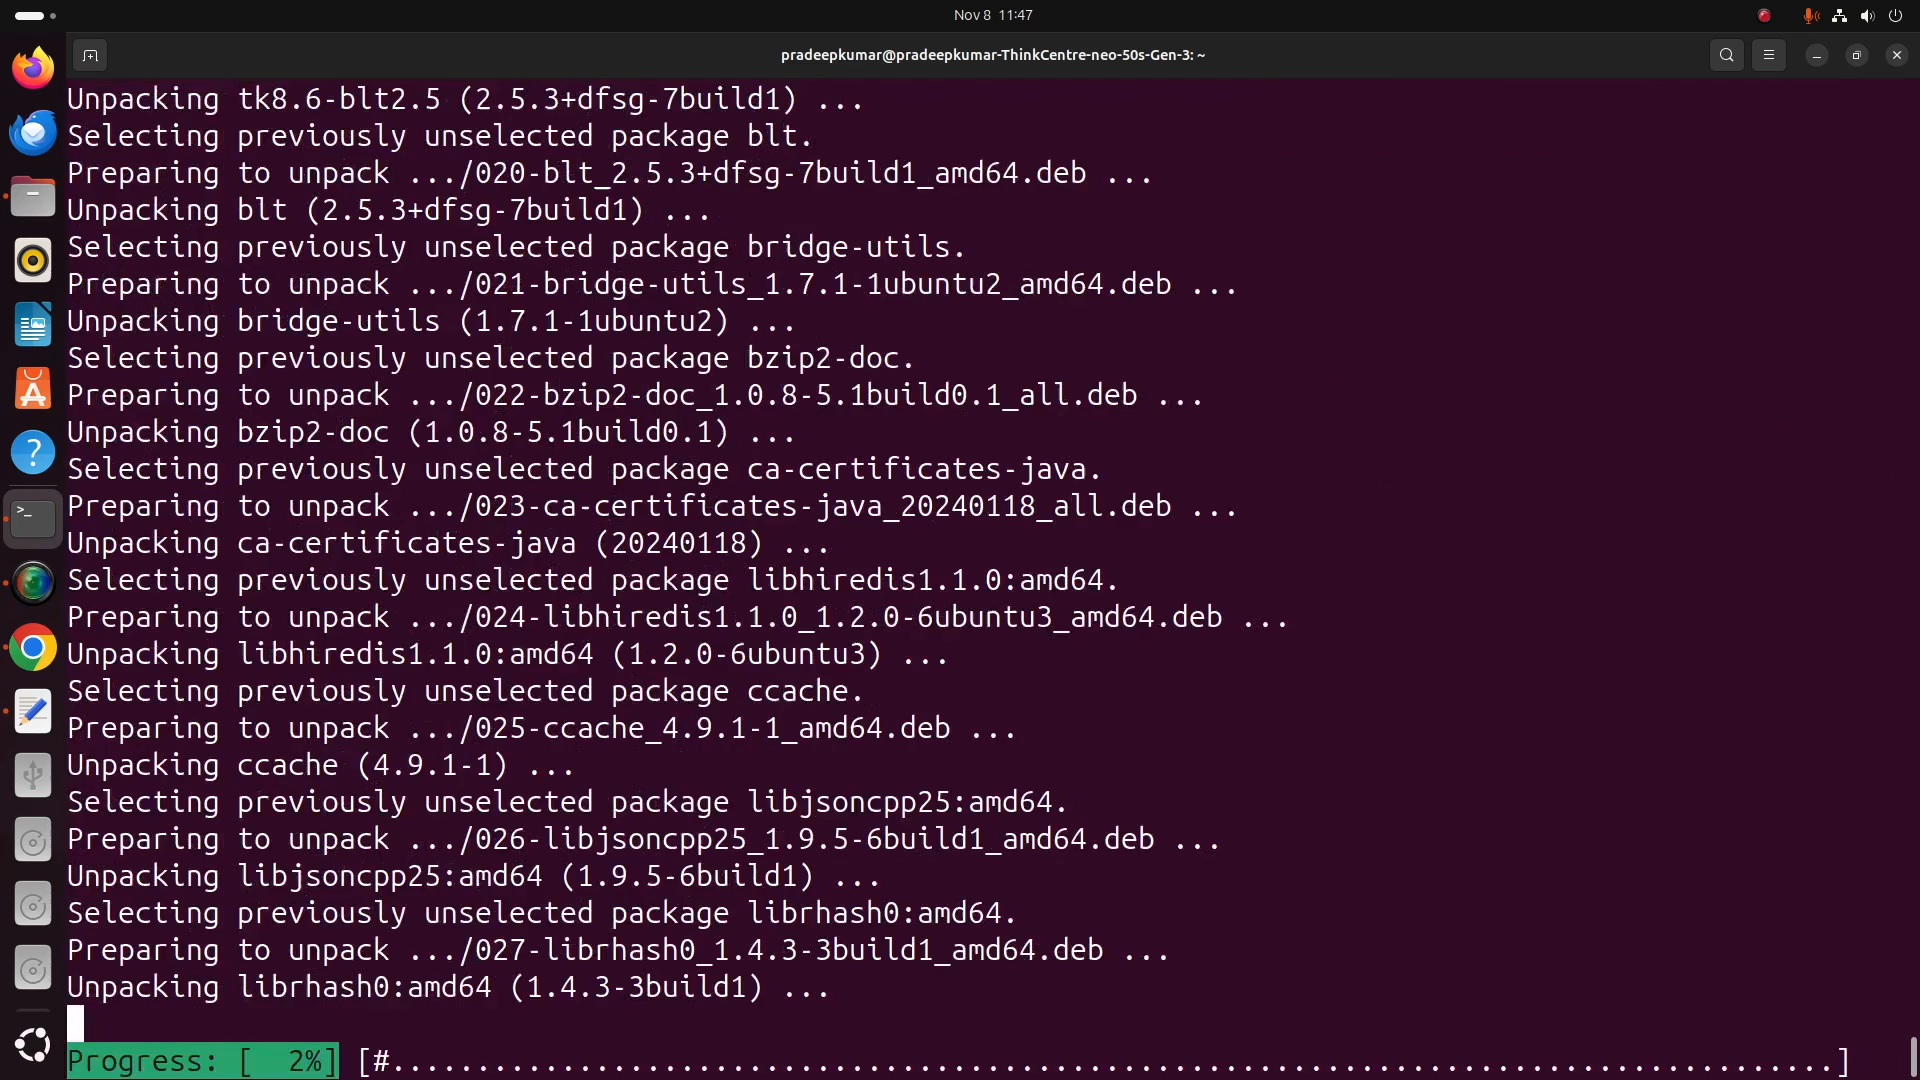 Nov 8 11:47
pradeepkumar@pradeepkumar-ThinkCentre-neo-50s-Gen-3: ~
Unpacking tk8.6-blt2.5 (2.5.3+dfsg-7build1) ...
Selecting previously unselected package blt.
Preparing to unpack .../020-blt_2.5.3+dfsg-7build1_amd64.deb ...
Unpacking blt (2.5.3+dfsg-7build1) ...
Selecting previously unselected package bridge-utils.
Preparing to unpack .../021-bridge-utils_1.7.1-1ubuntu2_amd64.deb ...
Unpacking bridge-utils (1.7.1-1ubuntu2) ...
Selecting previously unselected package bzip2-doc.
Preparing to unpack .../022-bzip2-doc_1.0.8-5.1build0.1_all.deb ...
Unpacking bzip2-doc (1.0.8-5.1build0.1) ...
Selecting previously unselected package ca-certificates-java.
Preparing to unpack .../023-ca-certificates-java_20240118_all.deb ...
Unpacking ca-certificates-java (20240118) ...
Selecting previously unselected package libhiredis1.1.0:amd64.
Preparing to unpack .../024-libhiredis1.1.0_1.2.0-6ubuntu3_amd64.deb ...
Unpacking libhiredis1.1.0:amd64 (1.2.0-6ubuntu3) ...
Selecting previously unselected package ccache.
Preparing to unpack .../025-ccache_4.9.1-1_amd64.deb ...
Unpacking ccache (4.9.1-1) ...
Selecting previously unselected package libjsoncpp25:amd64.
Preparing to unpack .../026-libjsoncpp25_1.9.5-6build1_amd64.deb ...
Unpacking libjsoncpp25:amd64 (1.9.5-6build1) ...
Selecting previously unselected package librhash0:amd64.
Preparing to unpack .../027-librhash0_1.4.3-3build1_amd64.deb ...
Unpacking librhash0:amd64 (1.4.3-3build1) ...
Progress: [  2%] [#.....................................................................................]